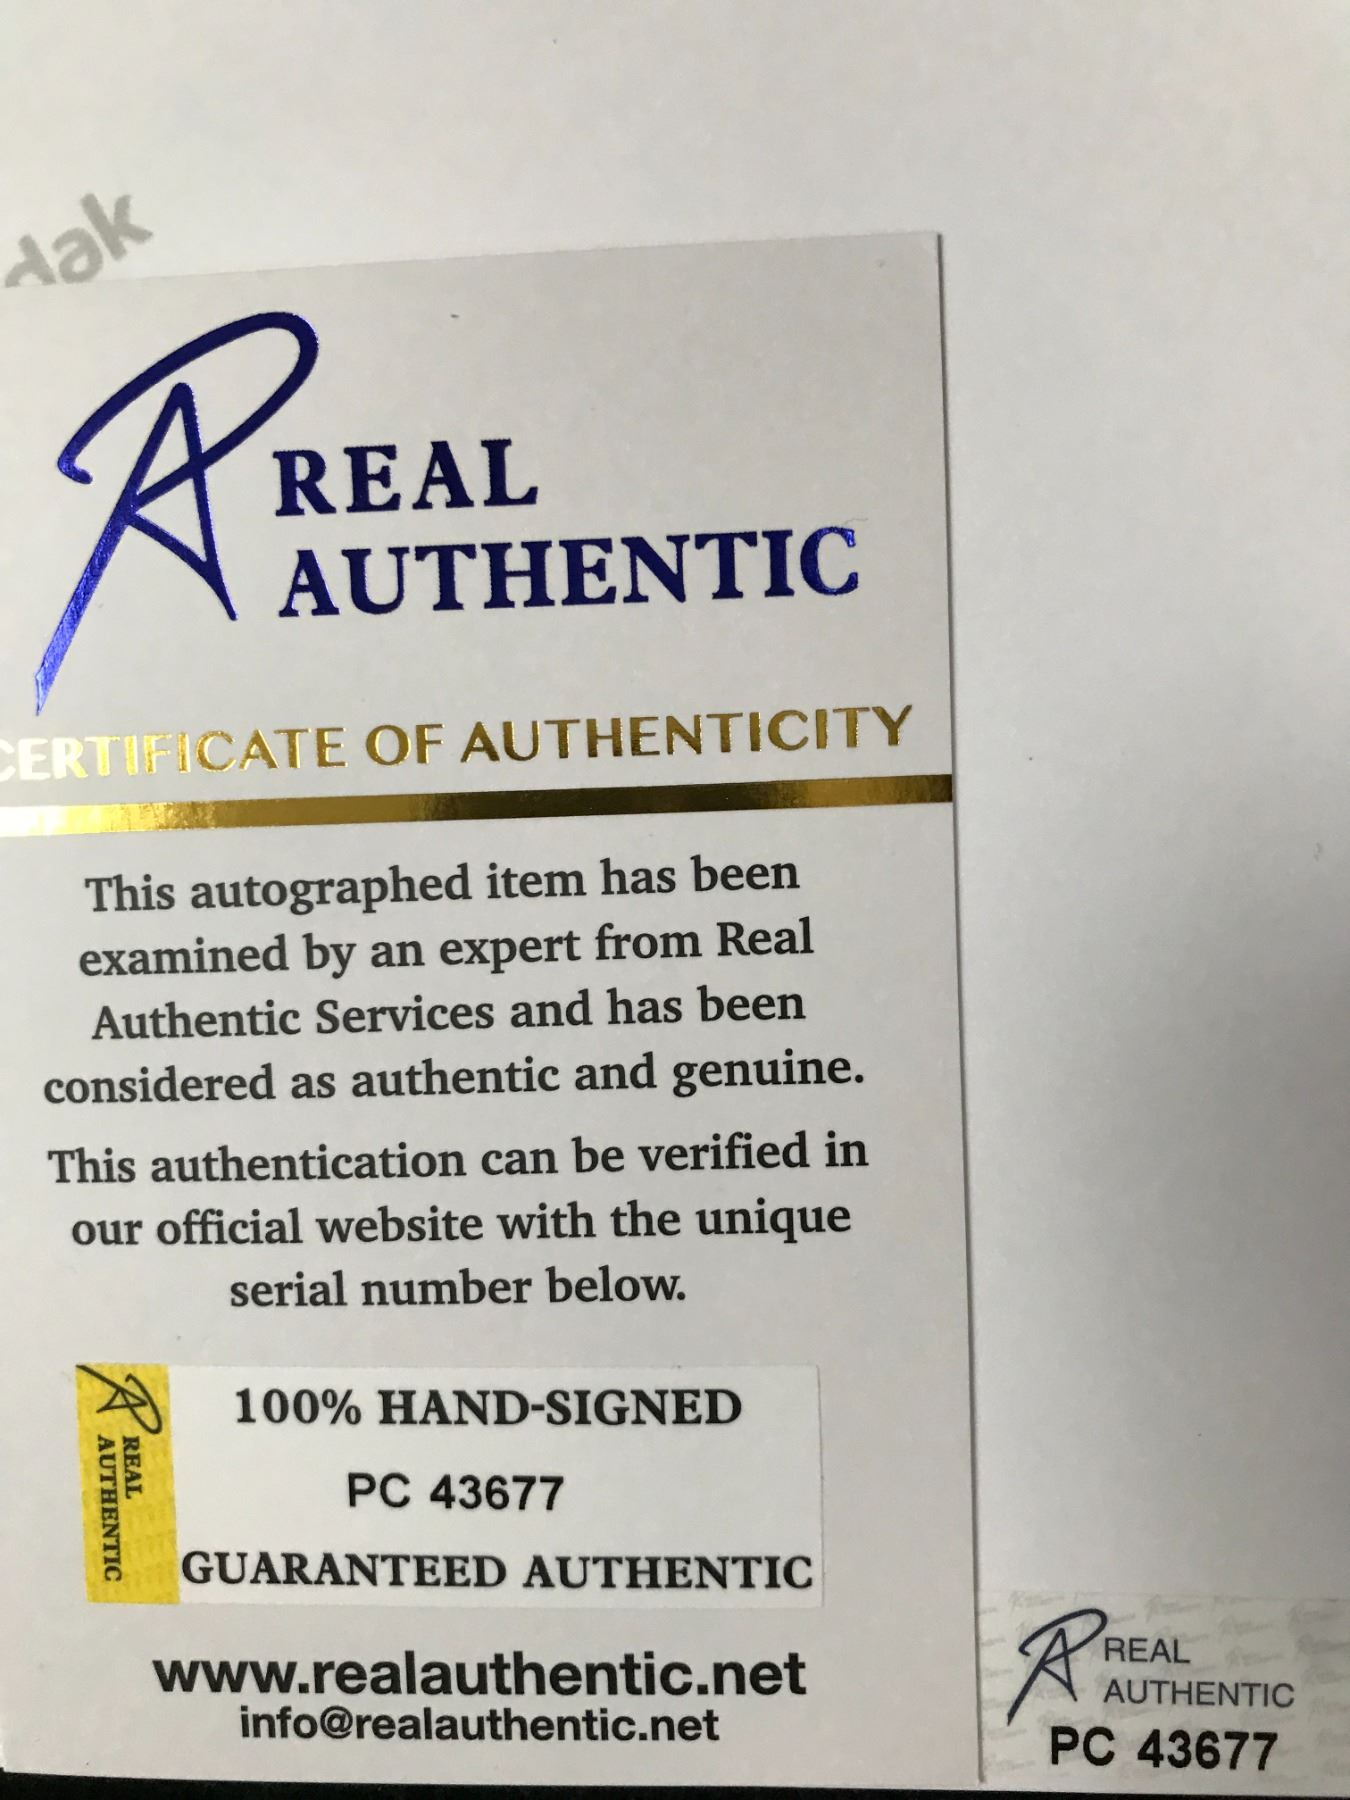 dak
REAL
AUTHENTIC
CERTIFICATE OF AUTHENTICITY
This autographed item has been
examined by an expert from Real
Authentic Services and has been
considered as authentic and genuine.
This authentication can be verified in
our official website with the unique
serial number below.
REAL
AUTHENTIC
100% HAND-SIGNED
PC 43677
GUARANTEED AUTHENTIC
www.realauthentic.net
info@realauthentic.net
REAL
AUTHENTIC
PC 43677